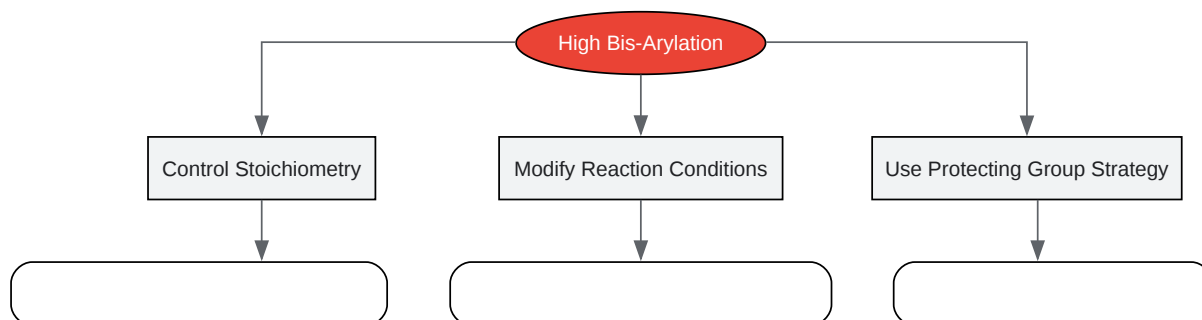 High Bis-Arylation
Control Stoichiometry
Modify Reaction Conditions
Use Protecting Group Strategy